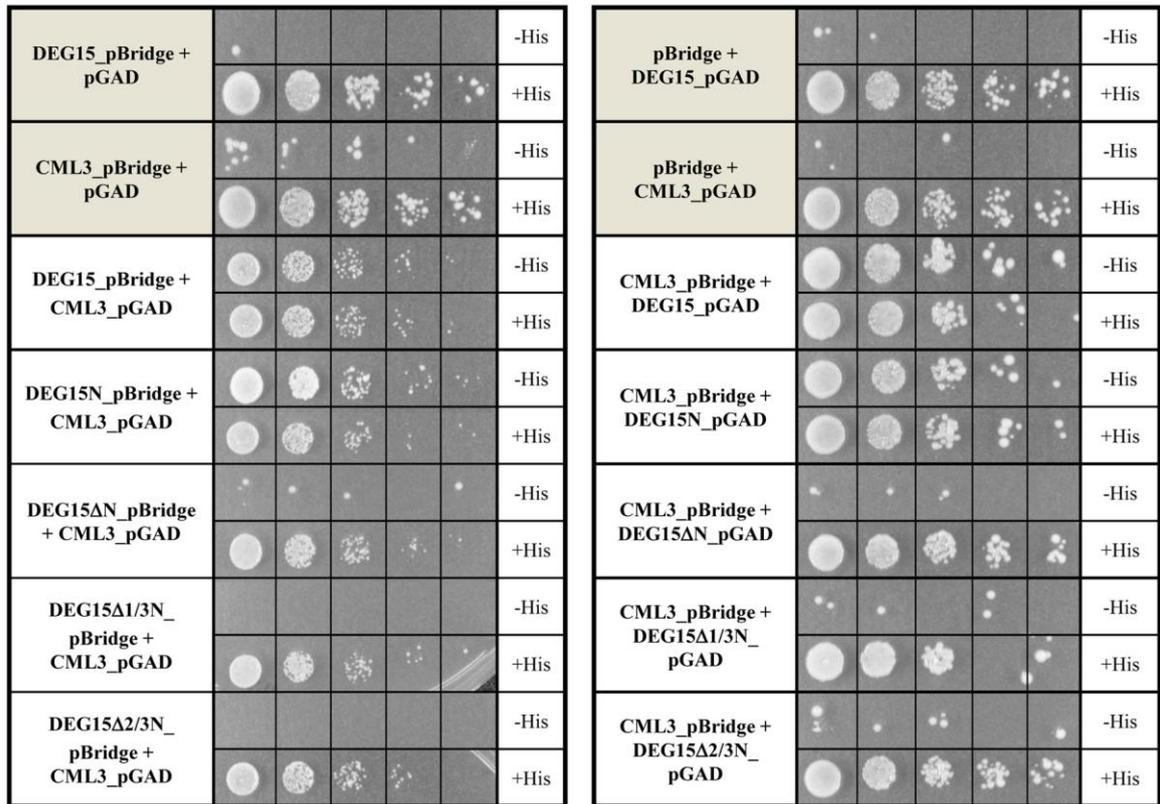 DEG15_pBridge +
pGAD
-His
+His
CML3_pBridge +
pGAD
-His
+His
DEG15_pBridge +
CML3_pGAD
-His
+His
DEG15N_pBridge +
CML3_pGAD
-His
+His
DEG15ΔN_pBridge
+ CML3_pGAD
-His
+His
DEG15Δ1/3N_
pBridge +
CML3_pGAD
-His
+His
DEG15Δ2/3N_
pBridge +
CML3_pGAD
-His
+His
pBridge +
DEG15_pGAD
-His
+His
pBridge +
CML3_pGAD
-His
+His
CML3_pBridge +
DEG15_pGAD
-His
+His
CML3_pBridge +
DEG15N_pGAD
-His
+His
CML3_pBridge +
DEG15ΔN_pGAD
-His
+His
CML3_pBridge +
DEG15Δ1/3N_
pGAD
-His
+His
CML3_pBridge +
DEG15Δ2/3N_
pGAD
-His
+His